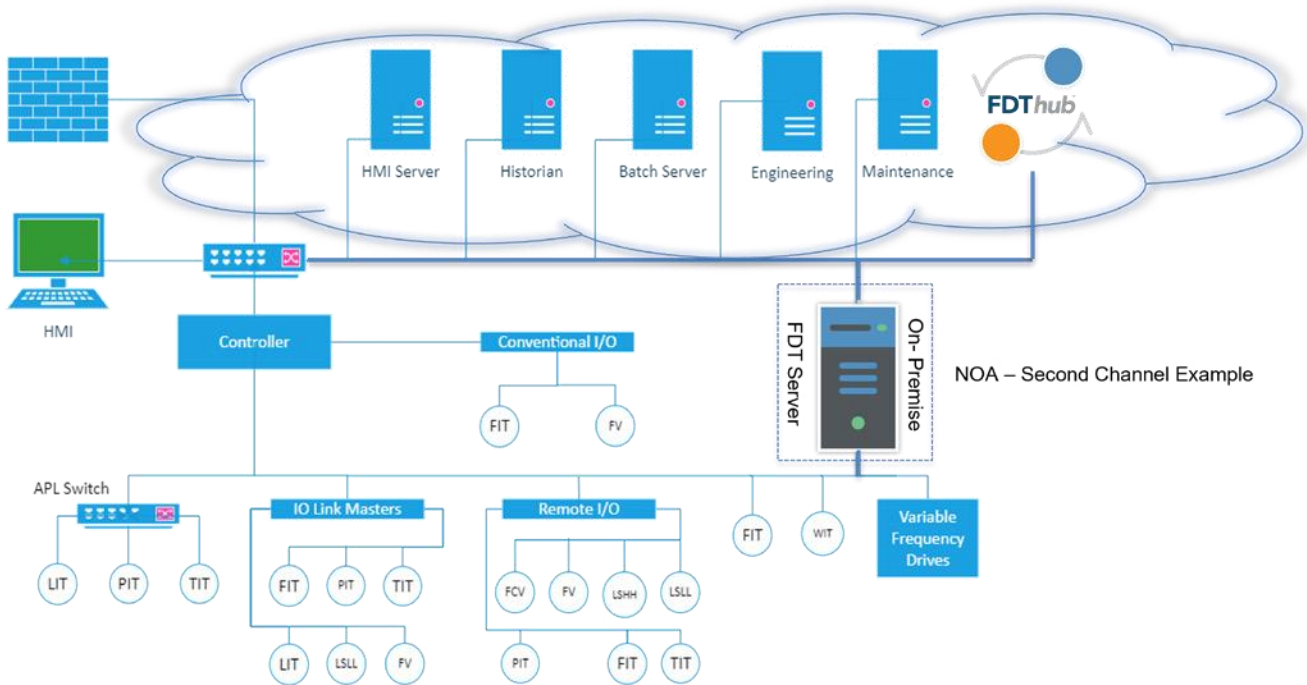 FDThub
HMI Server
Historian
Batch Server
Engineering
Maintenance
HMI
Controller
Conventional I/O
FDT Server
On- Premise
NOA – Second Channel Example
FIT
FV
APL Switch
IO Link Masters
Remote I/O
Variable
Frequency
Drives
FIT
WIT
LIT
PIT
TIT
FIT
PIT
TIT
FCV
FV
LSHH
LSLL
LIT
LSLL
FV
PIT
FIT
TIT